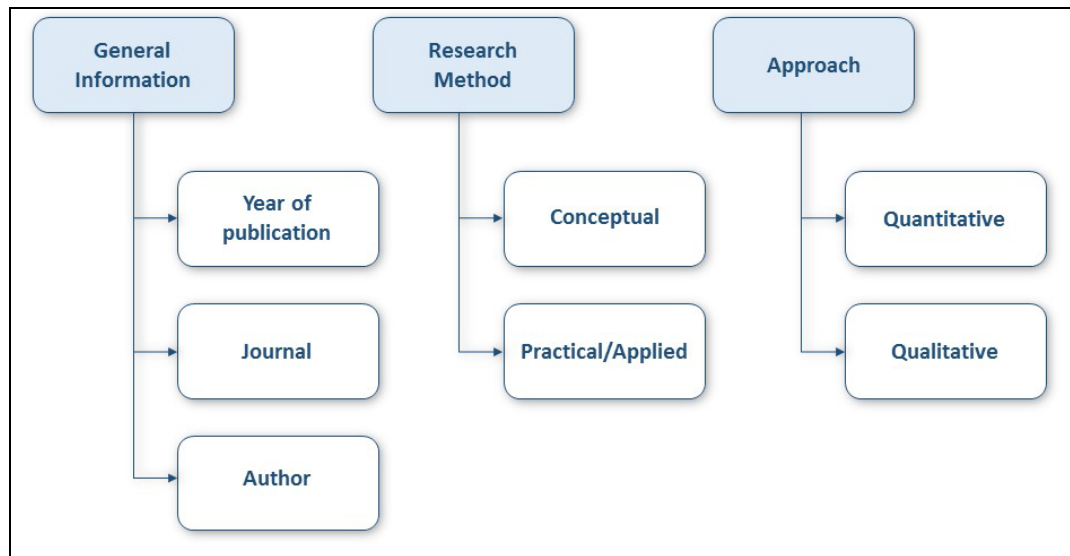 General
Information
Year of
publication
Journal
Author
Research
Method
Conceptual
Practical/Applied
Approach
Quantitative
Qualitative